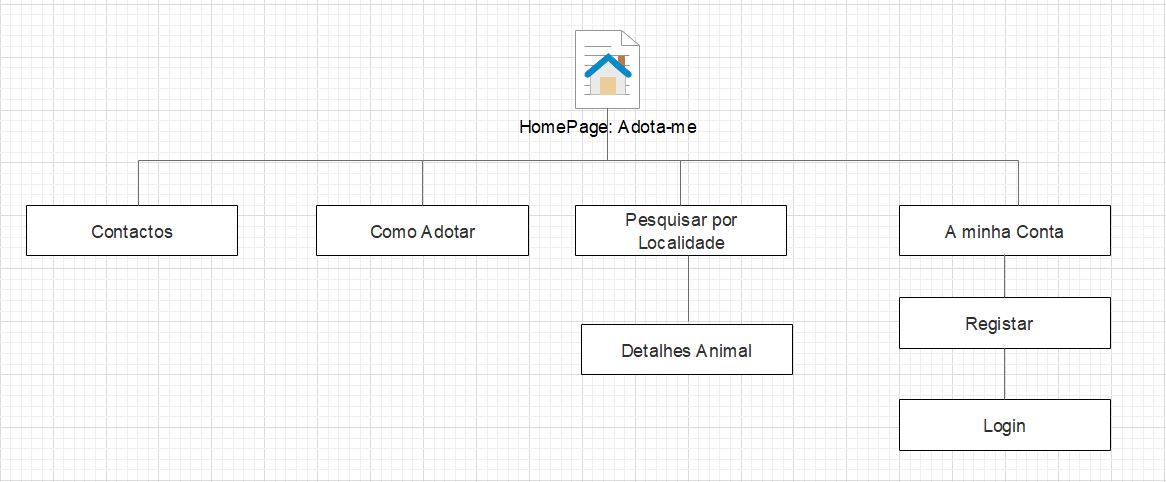 HomePage: Adota-me
Contactos
Como Adotar
Pesquisar por
Localidade
A minha Conta
Detalhes Animal
Registar
Login